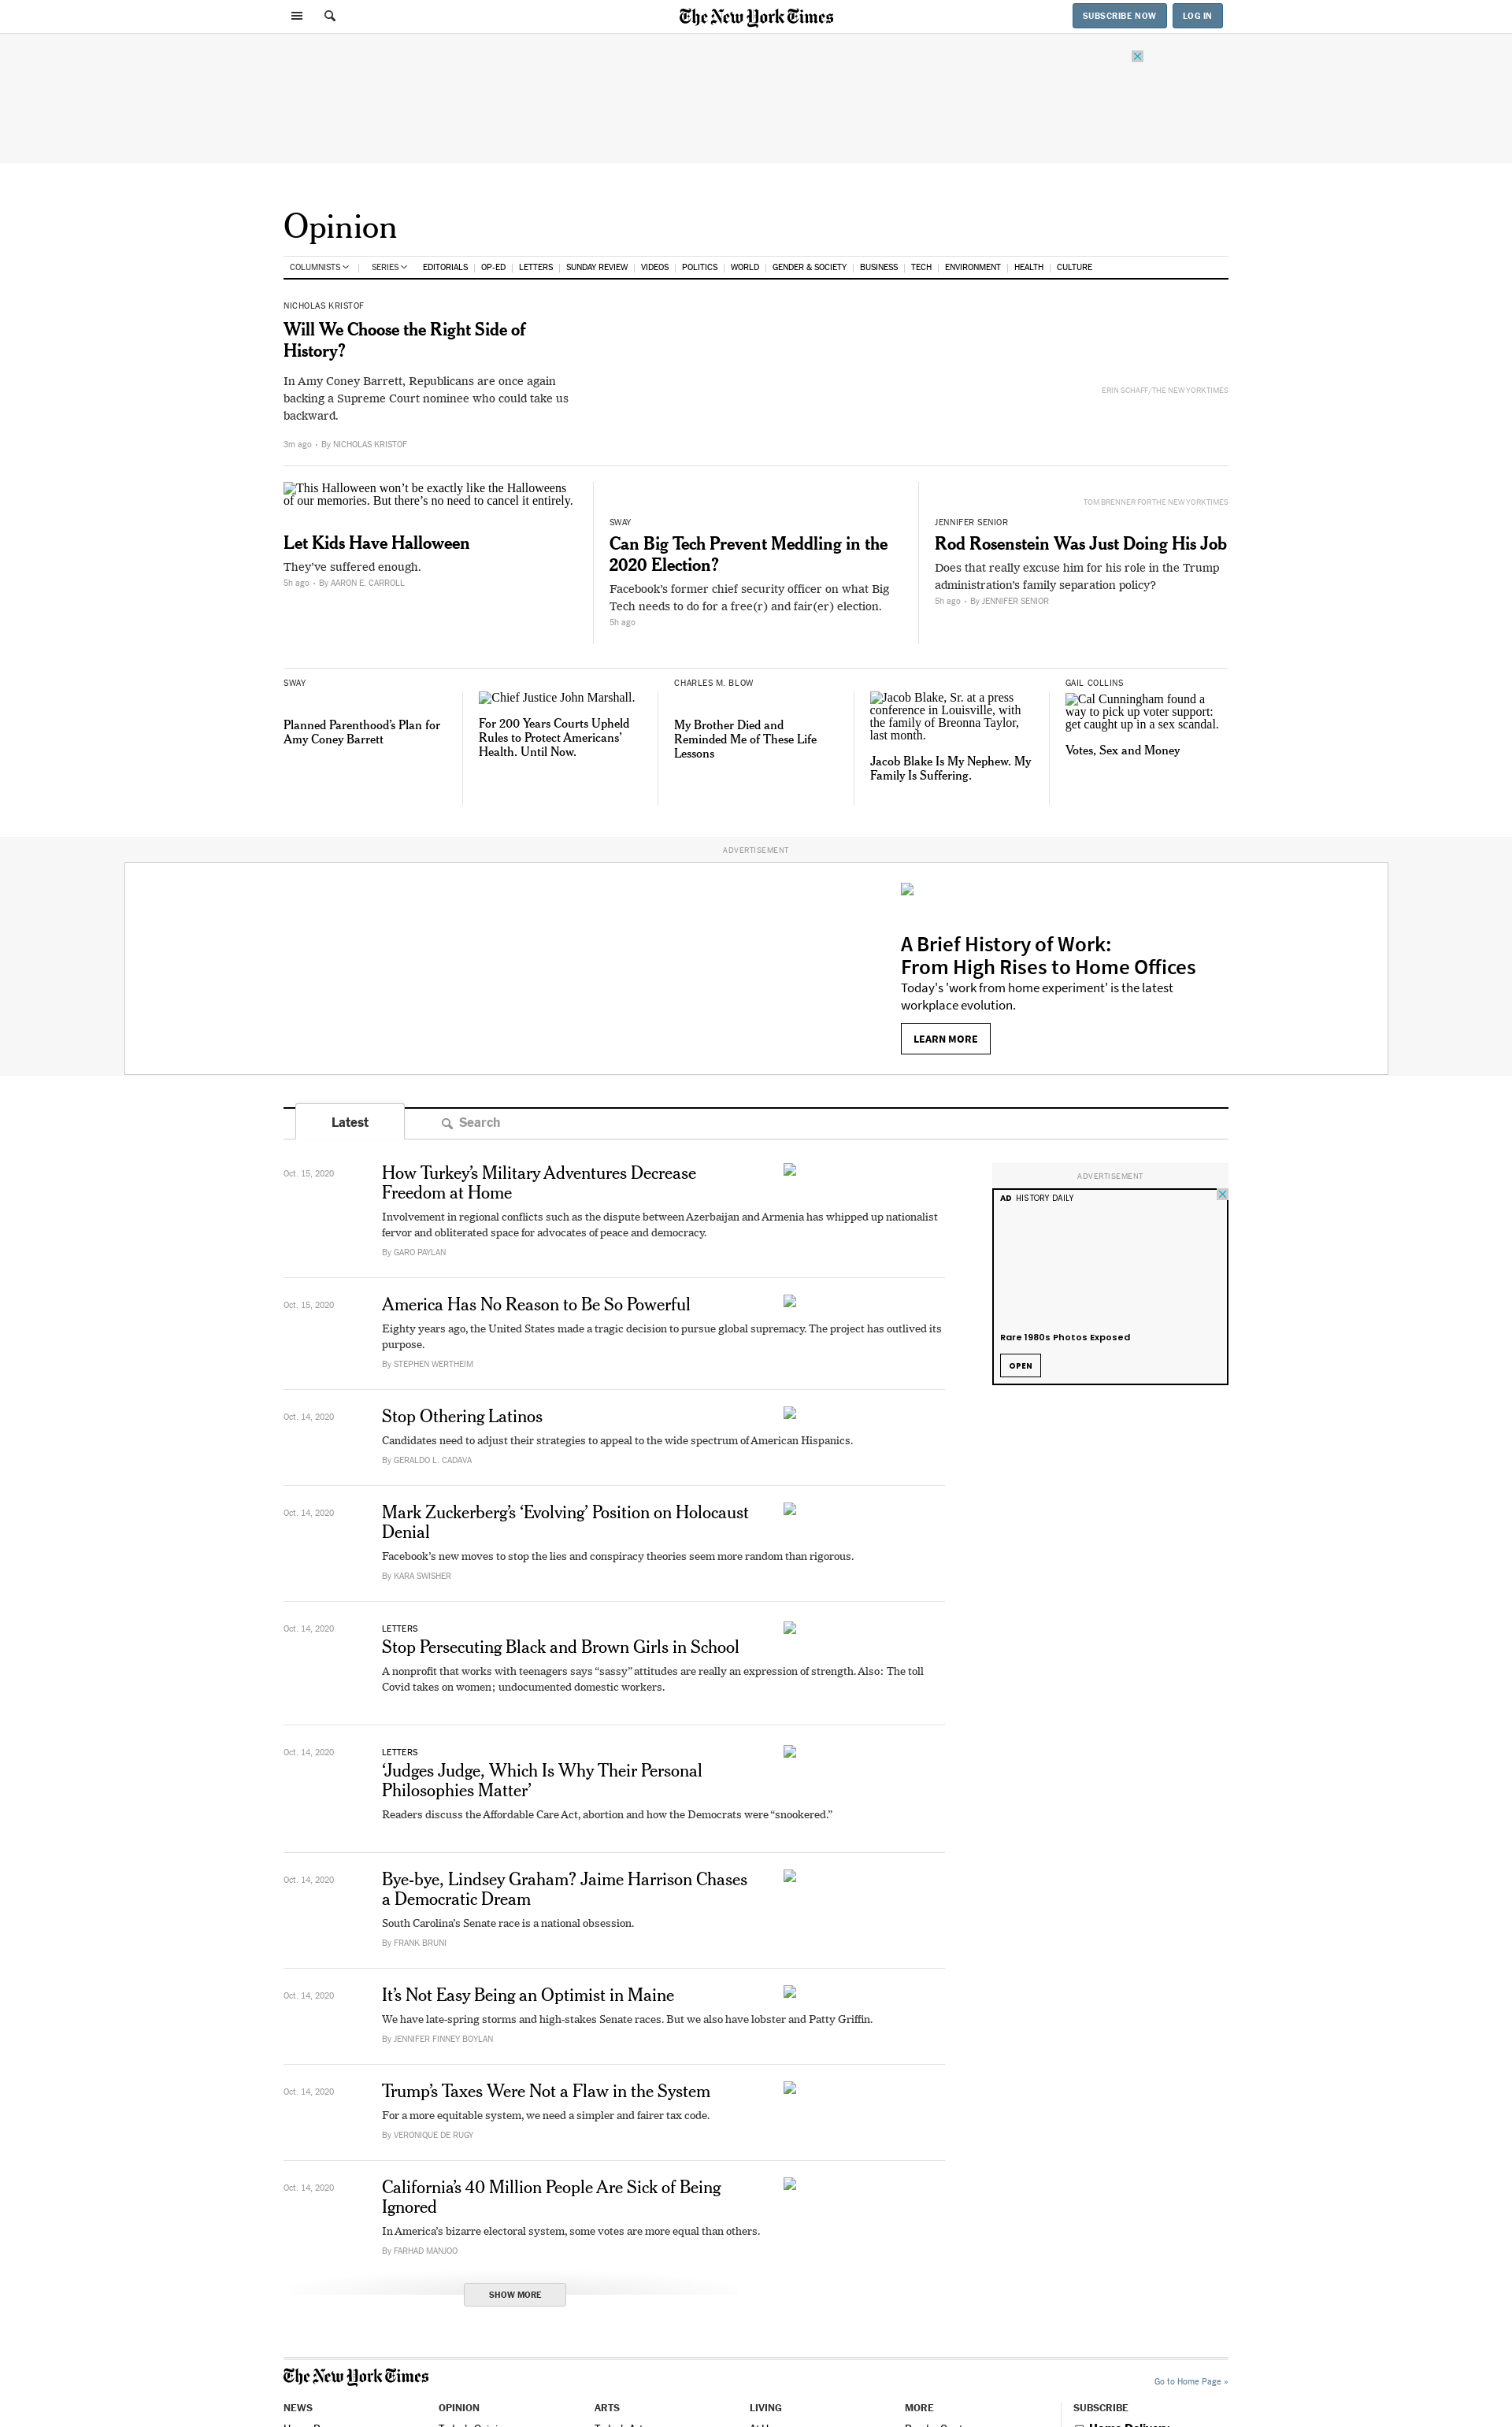 The New York Times
SUBSCRIBE NOW
LOG IN
Opinion
COLUMNISTS | SERIES EDITORIALS | OP-ED | LETTERS | SUNDAY REVIEW | VIDEOS | POLITICS | WORLD | GENDER & SOCIETY | BUSINESS | TECH | ENVIRONMENT | HEALTH | CULTURE
NICHOLAS KRISTOF
Will We Choose the Right Side of
History?
In Amy Coney Barrett, Republicans are once again
backing a Supreme Court nominee who could take us
backward.
3m ago • By NICHOLAS KRISTOF
ERIN SCHAFF/THE NEW YORK TIMES
This Halloween won’t be exactly like the Halloweens
of our memories. But there’s no need to cancel it entirely.
Let Kids Have Halloween
They’ve suffered enough.
5h ago • By AARON E. CARROLL
SWAY
Can Big Tech Prevent Meddling in the
2020 Election?
Facebook’s former chief security officer on what Big
Tech needs to do for a free(r) and fair(er) election.
5h ago
TOM BRENNER FOR THE NEW YORK TIMES
JENNIFER SENIOR
Rod Rosenstein Was Just Doing His Job
Does that really excuse him for his role in the Trump
administration’s family separation policy?
5h ago • By JENNIFER SENIOR
SWAY
Planned Parenthood’s Plan for
Amy Coney Barrett
Chief Justice John Marshall.
For 200 Years Courts Upheld
Rules to Protect Americans’
Health. Until Now.
CHARLES M. BLOW
My Brother Died and
Reminded Me of These Life
Lessons
Jacob Blake, Sr. at a press
conference in Louisville, with
the family of Breonna Taylor,
last month.
Jacob Blake Is My Nephew. My
Family Is Suffering.
GAIL COLLINS
Cal Cunningham found a
way to pick up voter support:
get caught up in a sex scandal.
Votes, Sex and Money
ADVERTISEMENT
A Brief History of Work:
From High Rises to Home Offices
Today's 'work from home experiment' is the latest
workplace evolution.
LEARN MORE
Latest
Search
Oct. 15, 2020
How Turkey’s Military Adventures Decrease
Freedom at Home
Involvement in regional conflicts such as the dispute between Azerbaijan and Armenia has whipped up nationalist
fervor and obliterated space for advocates of peace and democracy.
By GARO PAYLAN
ADVERTISEMENT
AD HISTORY DAILY
Rare 1980s Photos Exposed
OPEN
Oct. 15, 2020
America Has No Reason to Be So Powerful
Eighty years ago, the United States made a tragic decision to pursue global supremacy. The project has outlived its
purpose.
By STEPHEN WERTHEIM
Oct. 14, 2020
Stop Othering Latinos
Candidates need to adjust their strategies to appeal to the wide spectrum of American Hispanics.
By GERALDO L. CADAVA
Oct. 14, 2020
Mark Zuckerberg’s ‘Evolving’ Position on Holocaust
Denial
Facebook’s new moves to stop the lies and conspiracy theories seem more random than rigorous.
By KARA SWISHER
Oct. 14, 2020
LETTERS
Stop Persecuting Black and Brown Girls in School
A nonprofit that works with teenagers says “sassy” attitudes are really an expression of strength. Also: The toll
Covid takes on women; undocumented domestic workers.
Oct. 14, 2020
LETTERS
‘Judges Judge, Which Is Why Their Personal
Philosophies Matter’
Readers discuss the Affordable Care Act, abortion and how the Democrats were “snookered.”
Oct. 14, 2020
Bye-bye, Lindsey Graham? Jaime Harrison Chases
a Democratic Dream
South Carolina’s Senate race is a national obsession.
By FRANK BRUNI
Oct. 14, 2020
It’s Not Easy Being an Optimist in Maine
We have late-spring storms and high-stakes Senate races. But we also have lobster and Patty Griffin.
By JENNIFER FINNEY BOYLAN
Oct. 14, 2020
Trump’s Taxes Were Not a Flaw in the System
For a more equitable system, we need a simpler and fairer tax code.
By VERONIQUE DE RUGY
Oct. 14, 2020
California’s 40 Million People Are Sick of Being
Ignored
In America’s bizarre electoral system, some votes are more equal than others.
By FARHAD MANJOO
SHOW MORE
The New York Times
Go to Home Page »
NEWS
OPINION
ARTS
LIVING
MORE
SUBSCRIBE